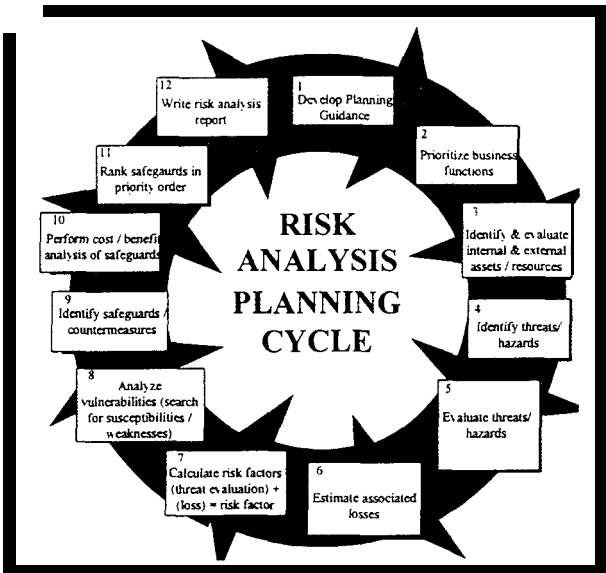 RISK
ANALYSIS
PLANNING
CYCLE
1
Develop Planning
Guidance
2
Prioritize business
functions
3
Identify & evaluate
internal & external
assets / resources
4
Identify threats/
hazards
5
Evaluate threats/
hazards
6
Estimate associated
losses
7
Calculate risk factors
(threat evaluation) +
(loss) = risk factor
8
Analyze
vulnerabilities (search
for susceptibilities /
weaknesses)
9
Identify safeguards /
countermeasures
10
Perform cost / benefit
analysis of safeguards
11
Rank safegaurds in
priority order
12
Write risk analysis
report